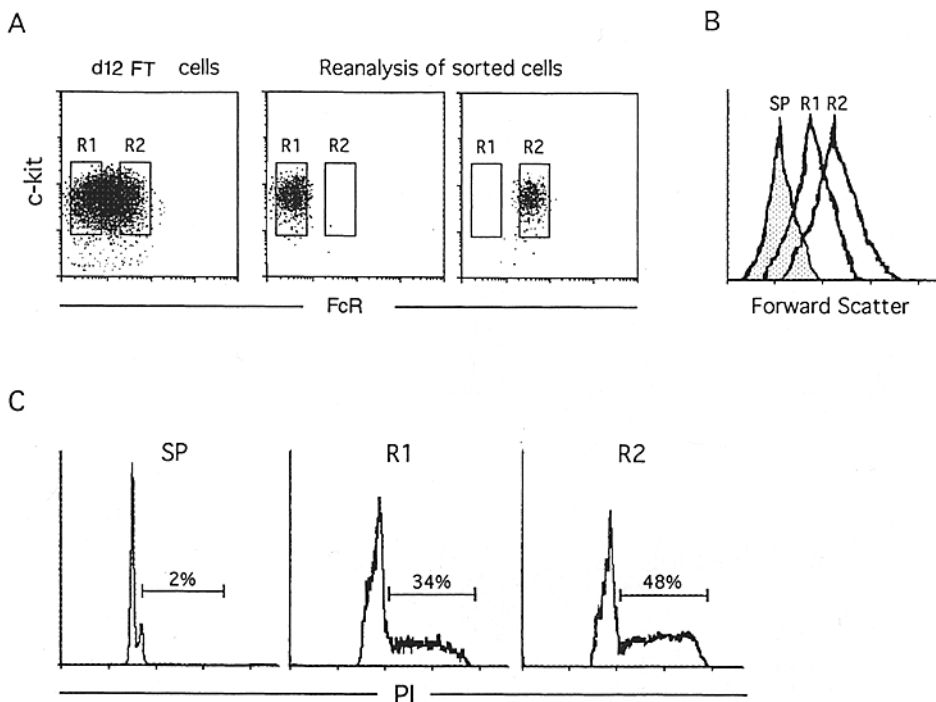 A
d12 FT cells
Reanalysis of sorted cells
R1 R2
R1 R2
R1 R2
c-kit
FcR
B
SP R1 R2
Forward Scatter
C
SP
R1
R2
2%
34%
48%
PI